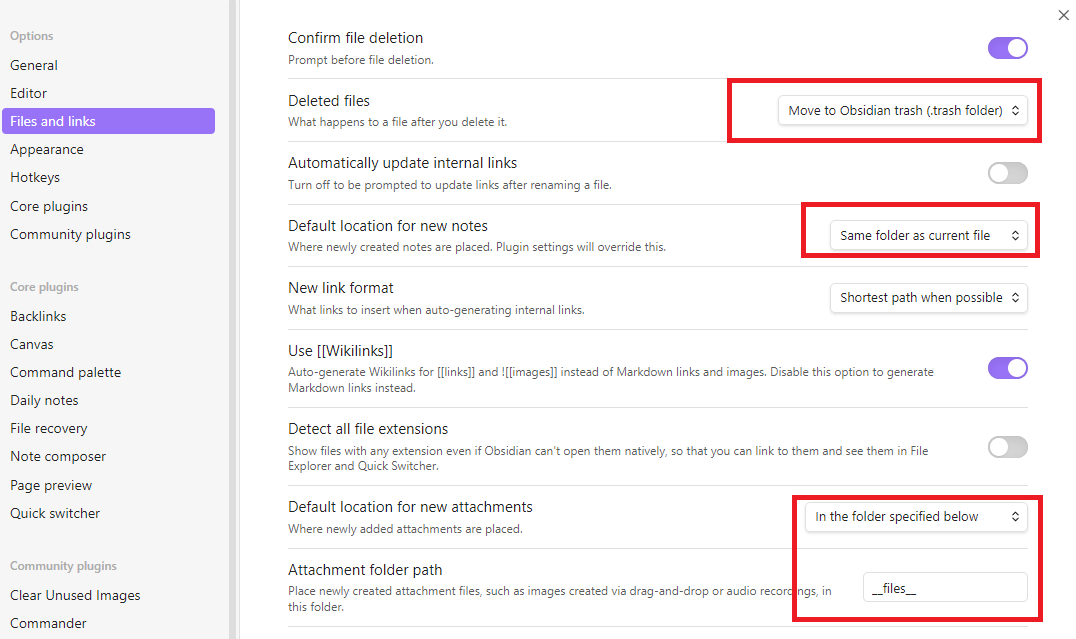 Options
General
Editor
Files and links
Appearance
Hotkeys
Core plugins
Community plugins
Core plugins
Backlinks
Canvas
Command palette
Daily notes
File recovery
Note composer
Page preview
Quick switcher
Community plugins
Clear Unused Images
Commander
Confirm file deletion
Prompt before file deletion.
Deleted files
What happens to a file after you delete it.
Move to Obsidian trash (.trash folder)
Automatically update internal links
Turn off to be prompted to update links after renaming a file.
Default location for new notes
Where newly created notes are placed. Plugin settings will override this.
Same folder as current file
New link format
What links to insert when auto-generating internal links.
Shortest path when possible
Use [[Wikilinks]]
Auto-generate Wikilinks for [[links]] and ![[images]] instead of Markdown links and images. Disable this option to generate
Markdown links instead.
Detect all file extensions
Show files with any extension even if Obsidian can't open them natively, so that you can link to them and see them in File
Explorer and Quick Switcher.
Default location for new attachments
Where newly added attachments are placed.
In the folder specified below
Attachment folder path
Place newly created attachment files, such as images created via drag-and-drop or audio recordings, in
this folder.
__files__